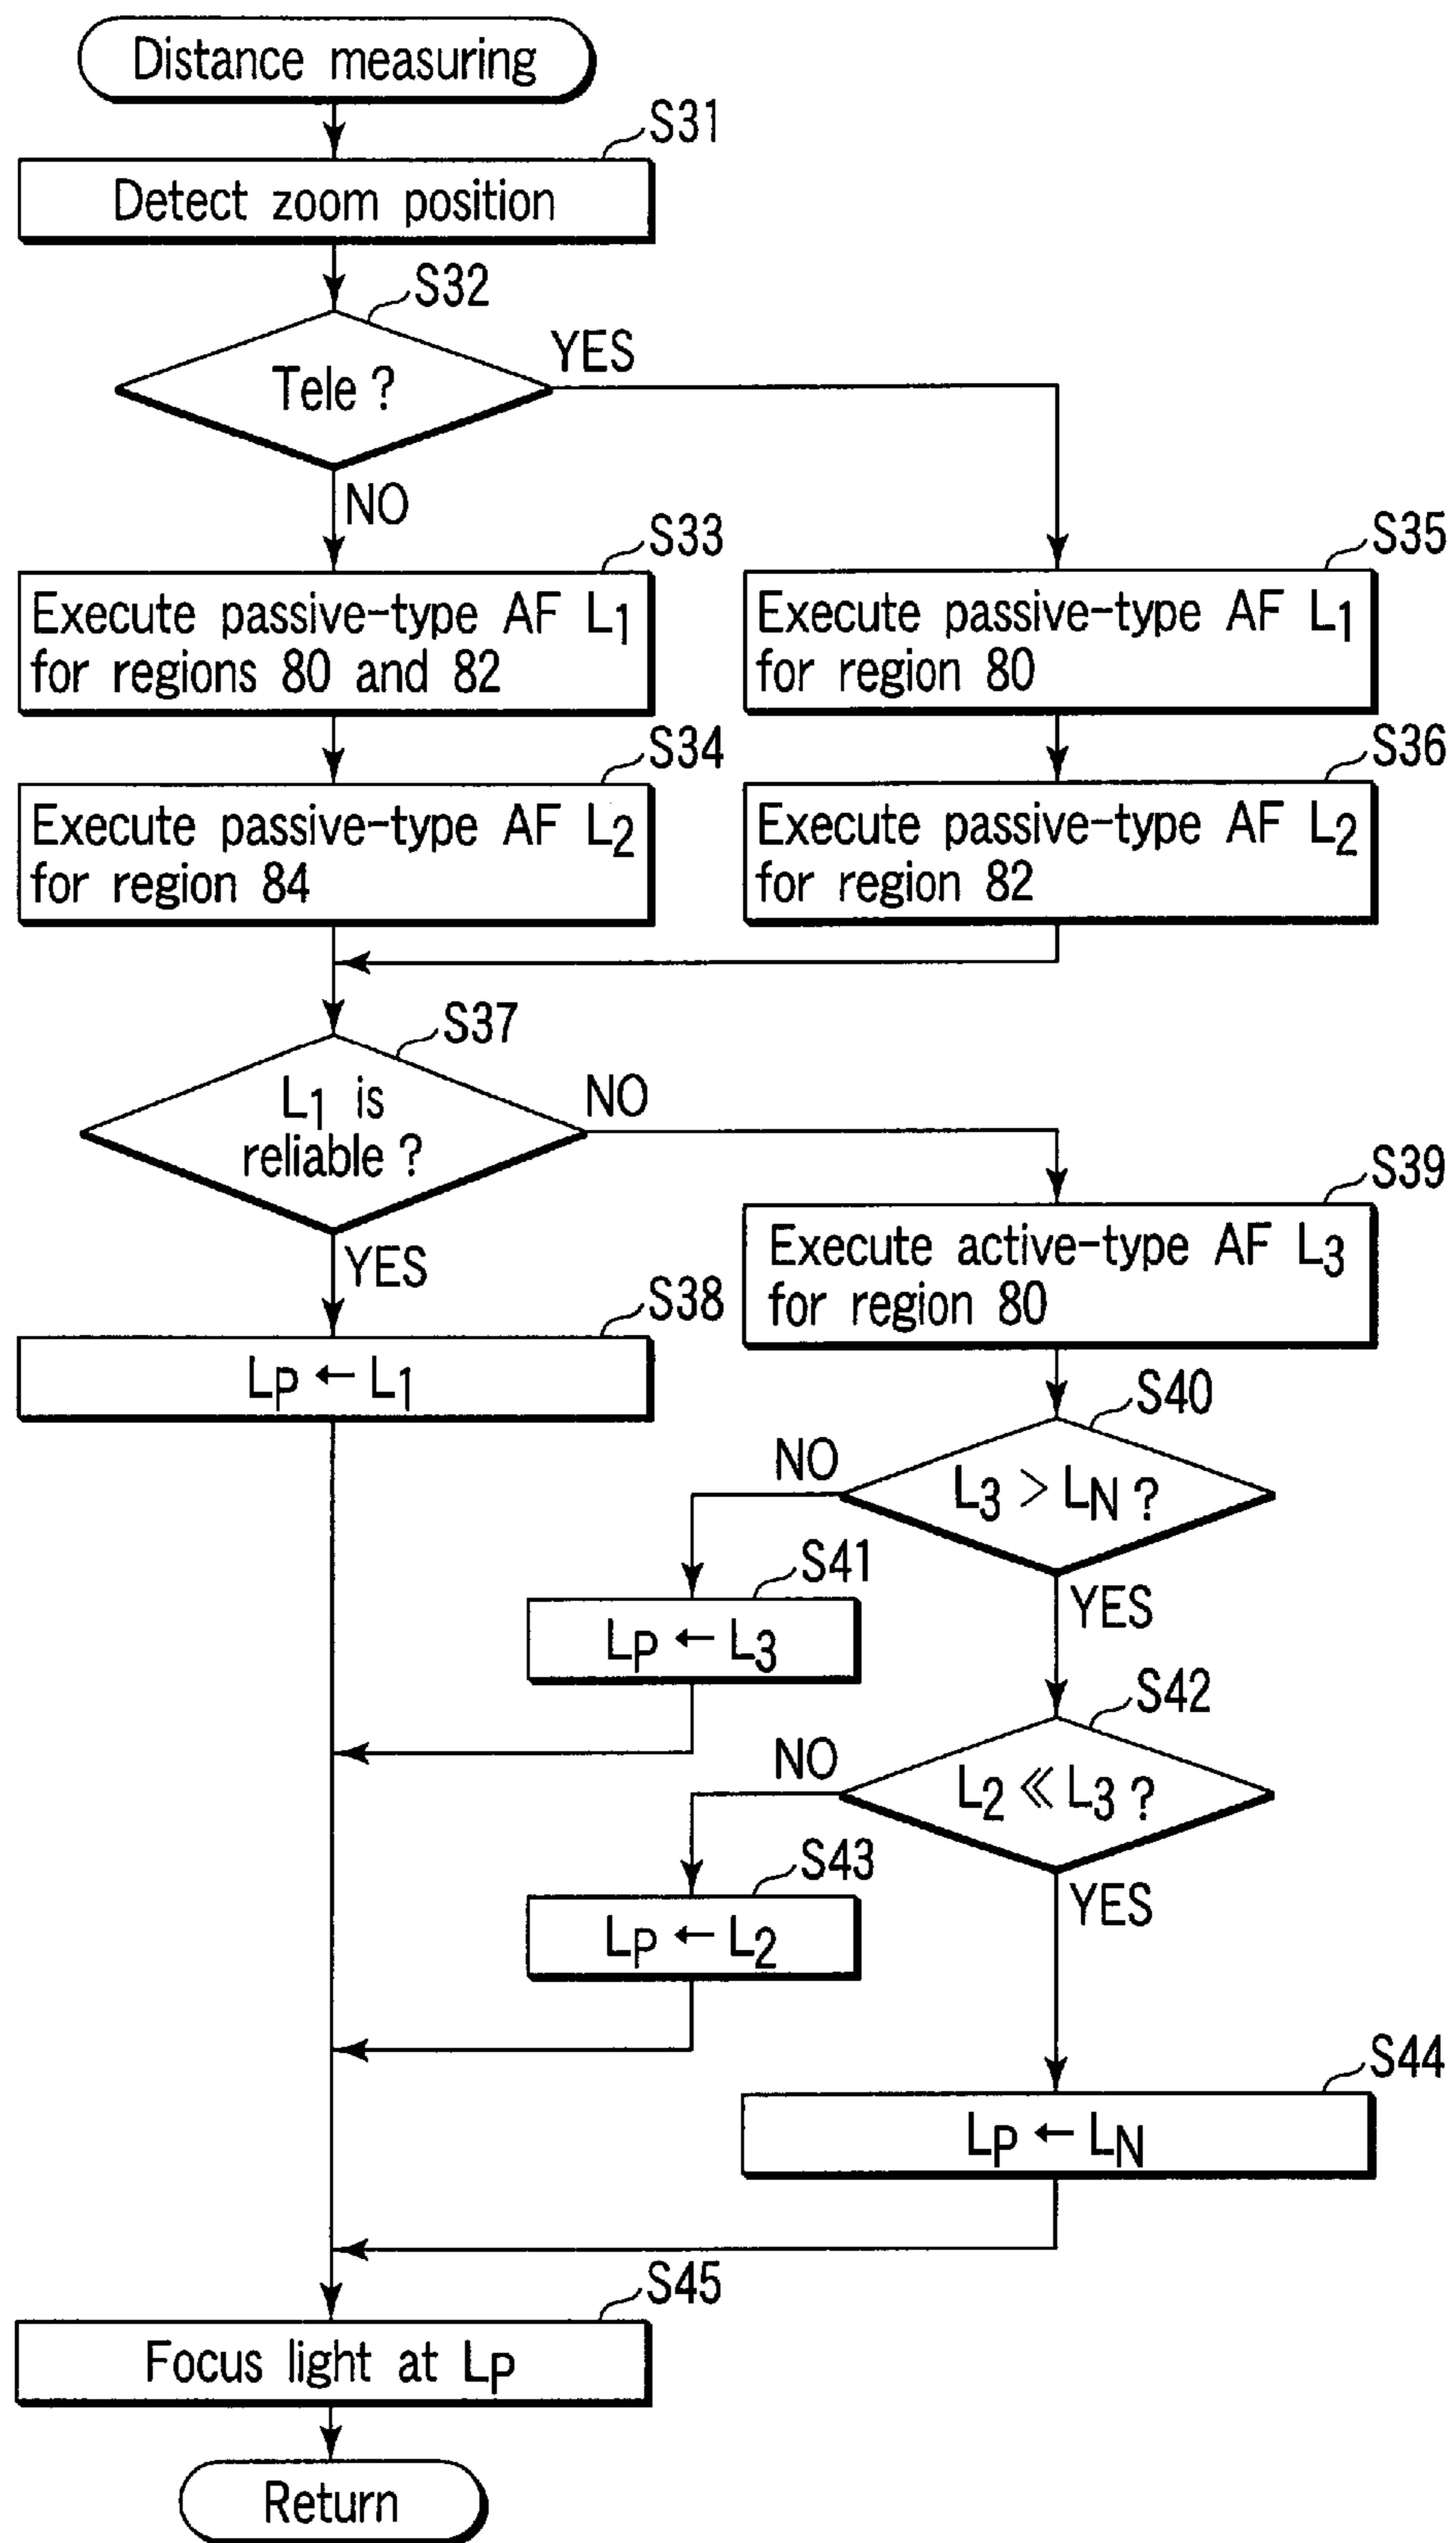 Distance measuring
S31
Detect zoom position
S32
Tele ?
YES
NO
S33
Execute passive-type AF L1
for regions 80 and 82
S35
Execute passive-type AF L1
for region 80
S34
Execute passive-type AF L2
for region 84
S36
Execute passive-type AF L2
for region 82
S37
L1 is
reliable ?
NO
YES
S39
Execute active-type AF L3
for region 80
S38
LP ← L1
S40
L3 > LN ?
NO
YES
S41
LP ← L3
S42
L2 ≪ L3 ?
NO
YES
S43
LP ← L2
S44
LP ← LN
S45
Focus light at LP
Return